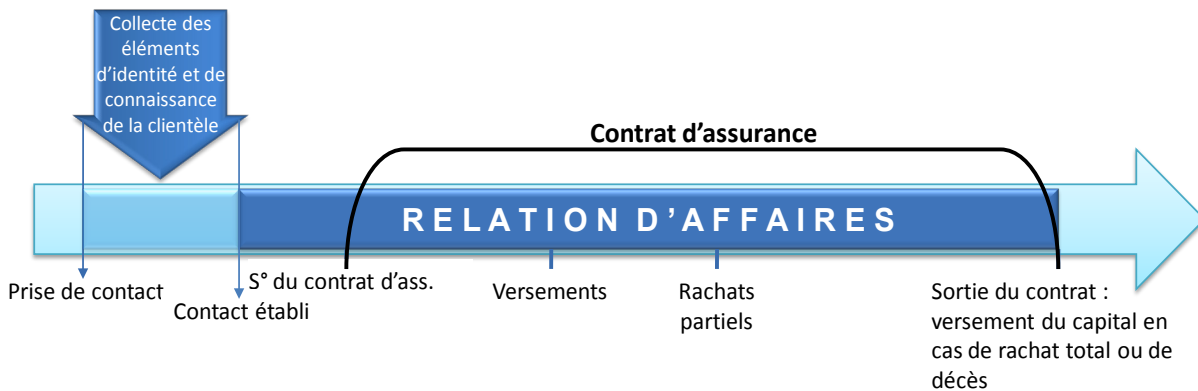 Collecte des
éléments
d'identité et de
connaissance
de la clientèle
Contrat d'assurance
RELATION D'AFFAIRES
Prise de contact
Contact établi
S° du contrat d'ass.
Versements
Rachats
partiels
Sortie du contrat :
versement du capital en
cas de rachat total ou de
décès